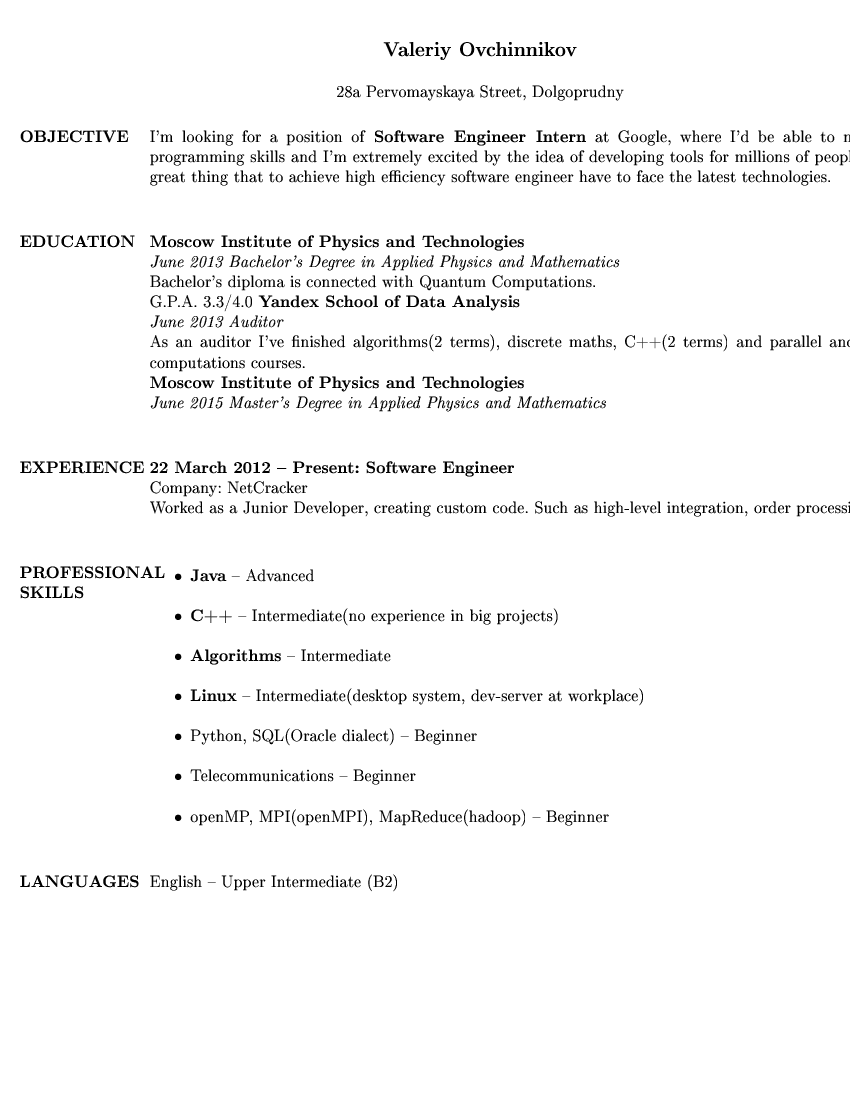 Valeriy Ovchinnikov
28a Pervomayskaya Street, Dolgoprudny
OBJECTIVE I'm looking for a position of Software Engineer Intern at Google, where I'd be able to
programming skills and I'm extremely excited by the idea of developing tools for millions of
great thing that to achieve high efficiency software engineer have to face the latest technologies.
EDUCATION Moscow Institute of Physics and Technologies
June 2013 Bachelor's Degree in Applied Physics and Mathematics
Bachelor's diploma is connected with Quantum Computations.
G.P.A. 3.3/4.0 Yandex School of Data Analysis
June 2013 Auditor
As an auditor I've finished algorithms(2 terms), discrete maths, C++(2 terms) and parallel
computations courses.
Moscow Institute of Physics and Technologies
June 2015 Master's Degree in Applied Physics and Mathematics
EXPERIENCE 22 March 2012 – Present: Software Engineer
Company: NetCracker
Worked as a Junior Developer, creating custom code. Such as high-level integration, order
PROFESSIONAL
SKILLS
• Java – Advanced
• C++ – Intermediate(no experience in big projects)
• Algorithms – Intermediate
• Linux – Intermediate(desktop system, dev-server at workplace)
• Python, SQL(Oracle dialect) – Beginner
• Telecommunications – Beginner
• openMP, MPI(openMPI), MapReduce(hadoop) – Beginner
LANGUAGES English – Upper Intermediate (B2)